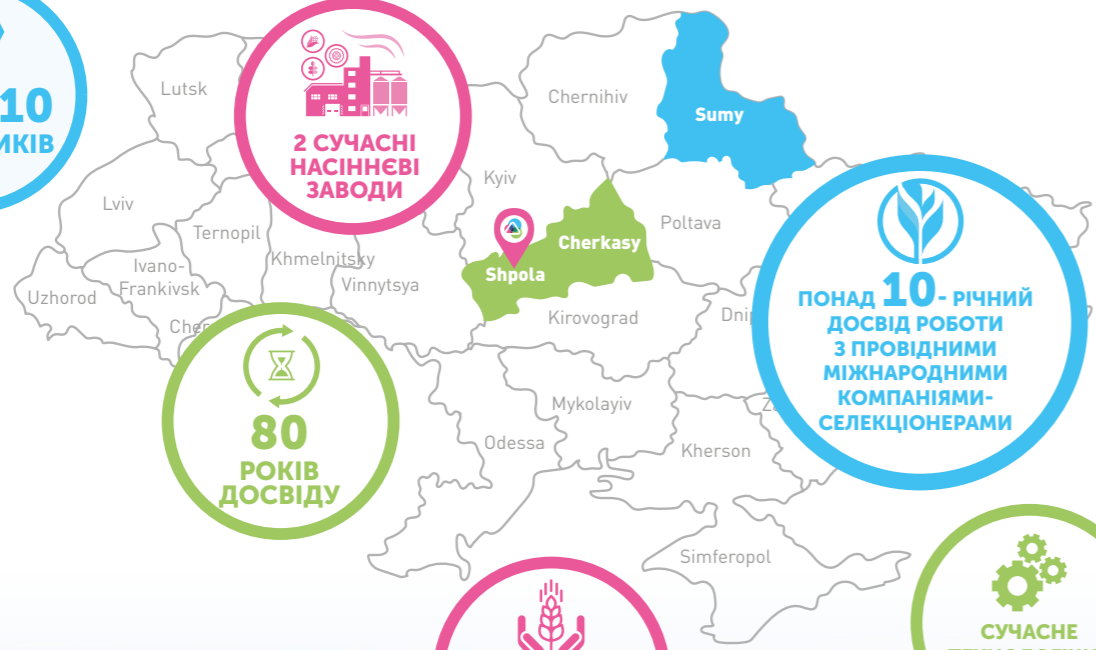 10
Lutsk
2 СУЧАСНІ
НАСІННЄВІ
ЗАВОДИ
Chernihiv
Sumy
Kyiv
Lviv
Ternopil
Khmelnitsky
Vinnytsya
Ivano-
Frankivsk
Uzhorod
Cherkasy
Shpola
Poltava
Kirovograd
ПОНАД 10 - РІЧНИЙ
ДОСВІД РОБОТИ
З ПРОВІДНИМИ
МІЖНАРОДНИМИ
КОМПАНІЯМИ-
СЕЛЕКЦІОНЕРАМИ
80
РОКІВ
ДОСВІДУ
Mykolayiv
Odessa
Kherson
Simferopol
СУЧАСНЕ